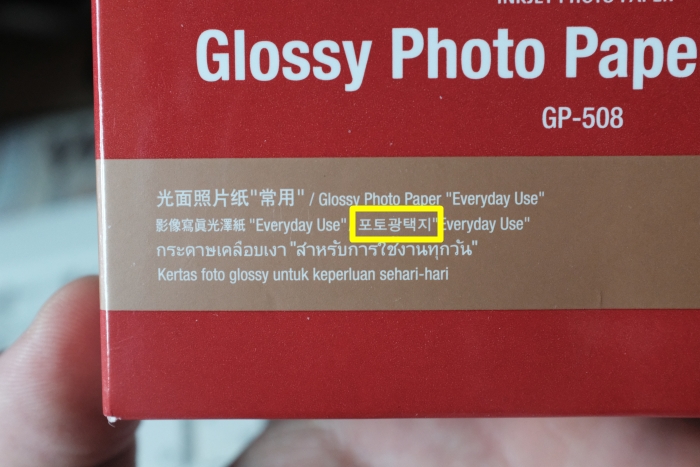 INKJET PHOTO PAPER
Glossy Photo
GP-508
光面照片纸"常用" / Glossy Photo Paper "Everyday Use"
影像寫眞光澤紙 "Everyday Use" 포토광택지"Everyday Use"
กระดาษเคลือบเงา "สำหรับการใช้งานทุกวัน"
Kertas foto glossy untuk keperluan sehari-hari